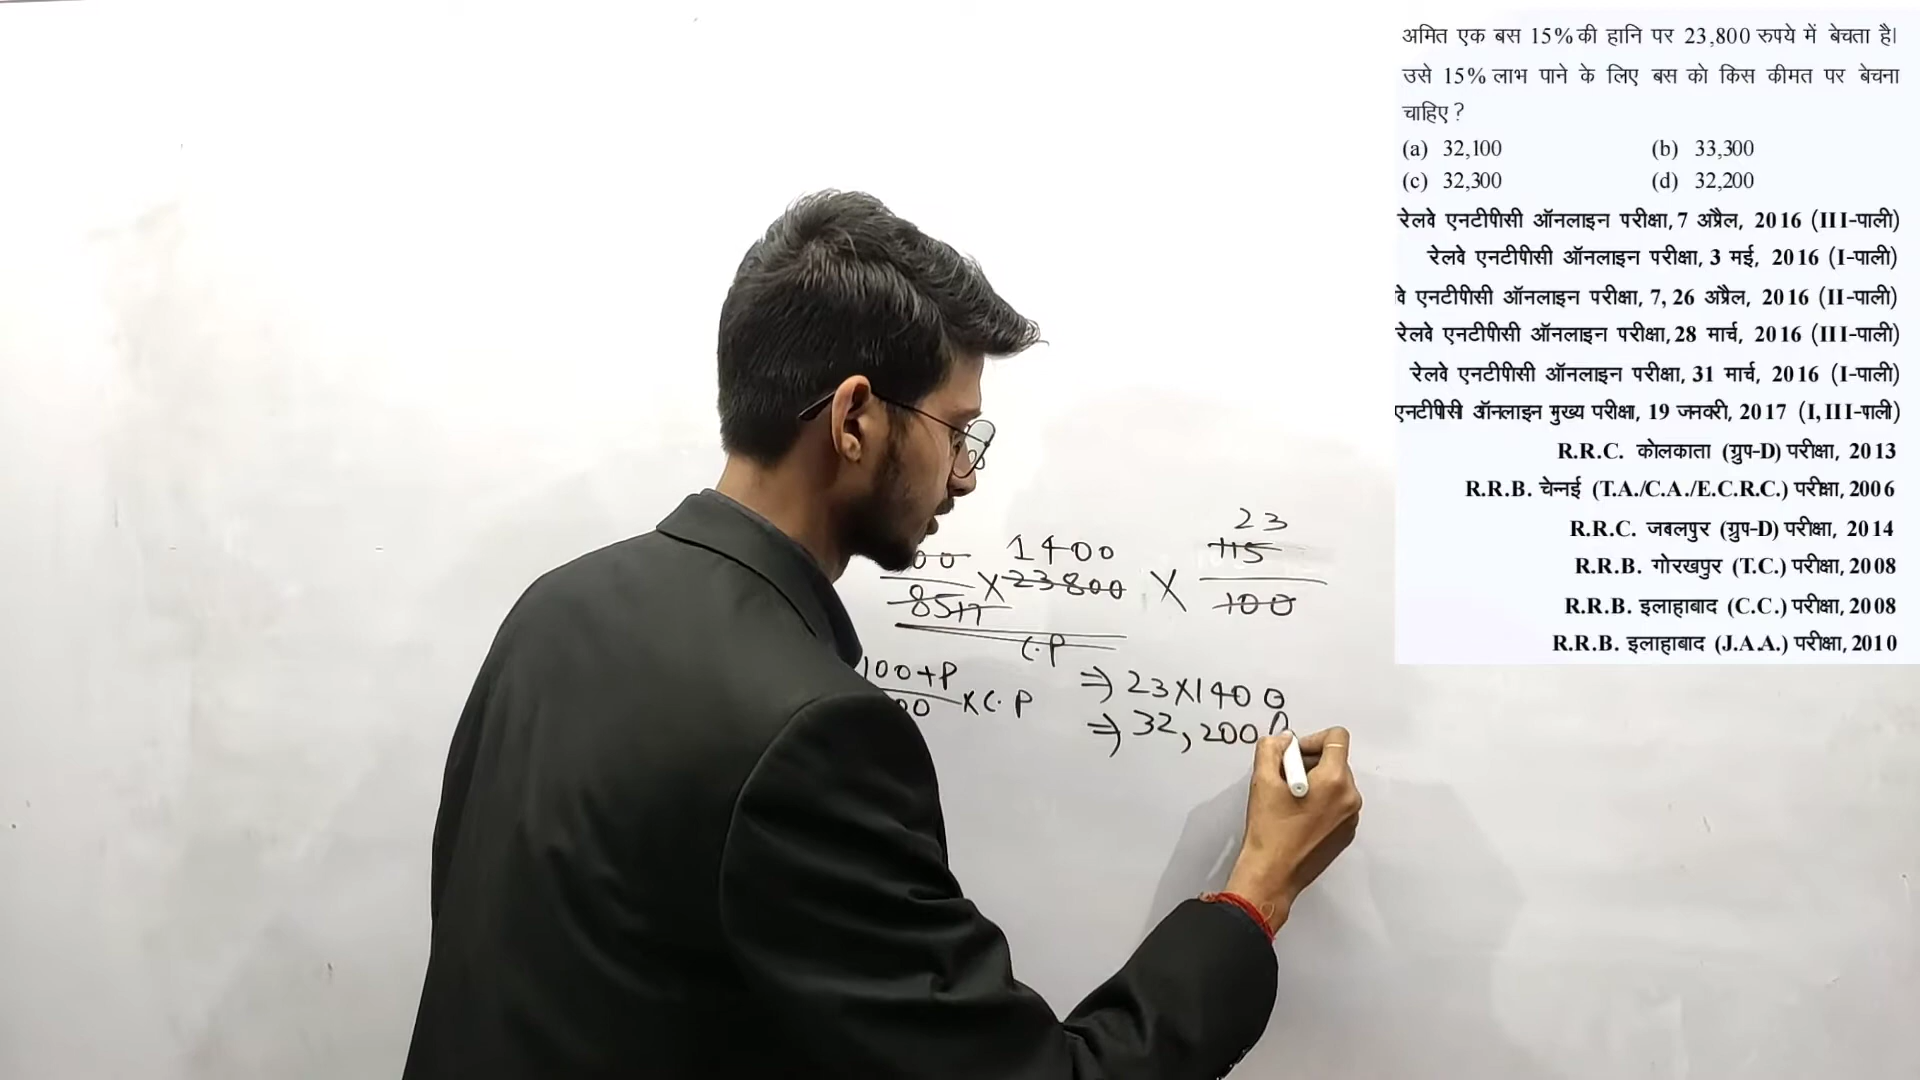 अमित एक बस 15% की हानि पर 23,800 रुपये में बेचता है।
उसे 15% लाभ पाने के लिए बस को किस कीमत पर बेचना
चाहिए ?
(a) 32,100 (b) 33,300
(c) 32,300 (d) 32,200
रेलवे एनटीपीसी ऑनलाइन परीक्षा, 7 अप्रैल, 2016 (III-पाली)
रेलवे एनटीपीसी ऑनलाइन परीक्षा, 3 मई, 2016 (I-पाली)
वे एनटीपीसी ऑनलाइन परीक्षा, 7, 26 अप्रैल, 2016 (II-पाली)
रेलवे एनटीपीसी ऑनलाइन परीक्षा, 28 मार्च, 2016 (III-पाली)
रेलवे एनटीपीसी ऑनलाइन परीक्षा, 31 मार्च, 2016 (I-पाली)
एनटीपीसी ऑनलाइन मुख्य परीक्षा, 19 जनवरी, 2017 (I, III-पाली)
R.R.C. कोलकाता (ग्रुप-D) परीक्षा, 2013
R.R.B. चेन्नई (T.A./C.A./E.C.R.C.) परीक्षा, 2006
R.R.C. जबलपुर (ग्रुप-D) परीक्षा, 2014
R.R.B. गोरखपुर (T.C.) परीक्षा, 2008
R.R.B. इलाहाबाद (C.C.) परीक्षा, 2008
R.R.B. इलाहाबाद (J.A.A.) परीक्षा, 2010
23
1400 115
00 × 23800 ×
85 17 100
C.P
100+P
00 × C.P
⇒ 23×1400
⇒ 32,200